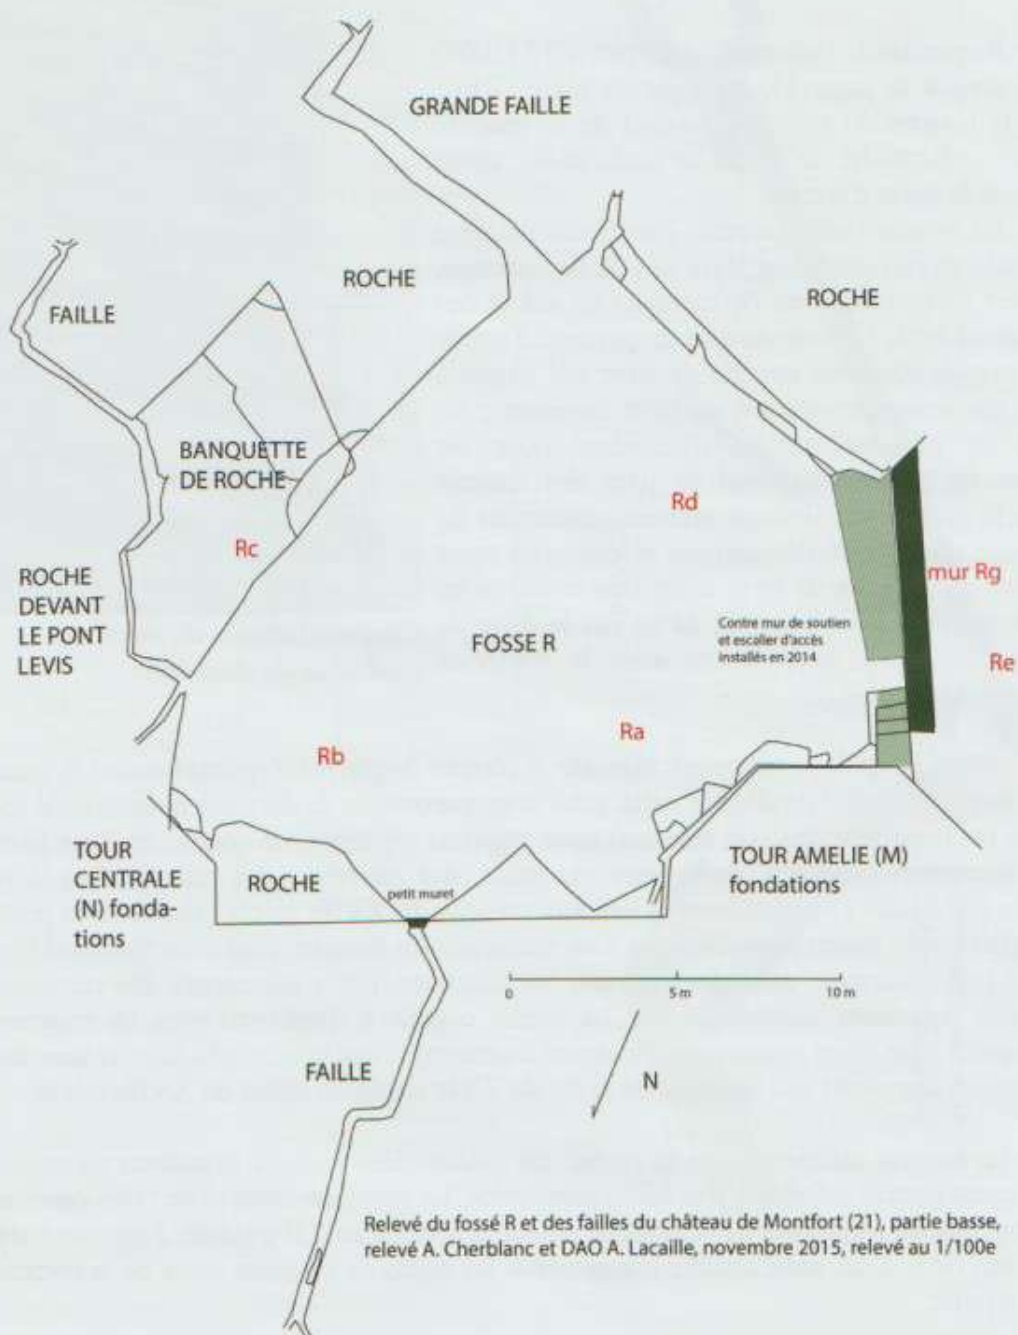 GRANDE FAILLE
ROCHE
ROCHE
FAILLE
BANQUETTE
DE ROCHE
Rd
Rc
mur Rg
ROCHE
DEVANT
LE PONT
LEVIS
FOSSE R
Contre mur de soutien
et escalier d'accès
installés en 2014
Re
Ra
Rb
TOUR
CENTRALE
(N) fonda-
tions
ROCHE
petit muret
TOUR AMELIE (M)
fondations
0 5 m 10 m
FAILLE
N
Relevé du fossé R et des failles du château de Montfort (21), partie basse,
relevé A. Cherblanc et DAO A. Lacaille, novembre 2015, relevé au 1/100e